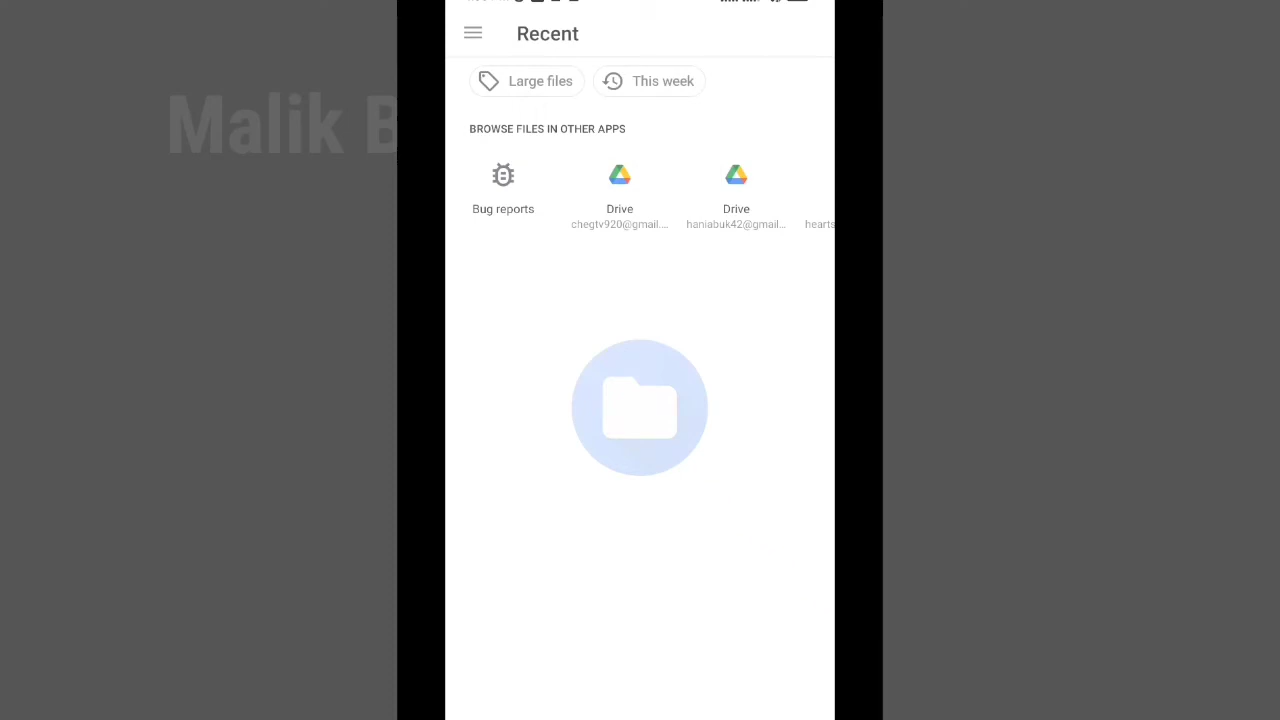 Malik B
Recent
Large files
This week
BROWSE FILES IN OTHER APPS
Bug reports
Drive
Drive
chegtv920@gmail....
haniabuk42@gmail...
hearts